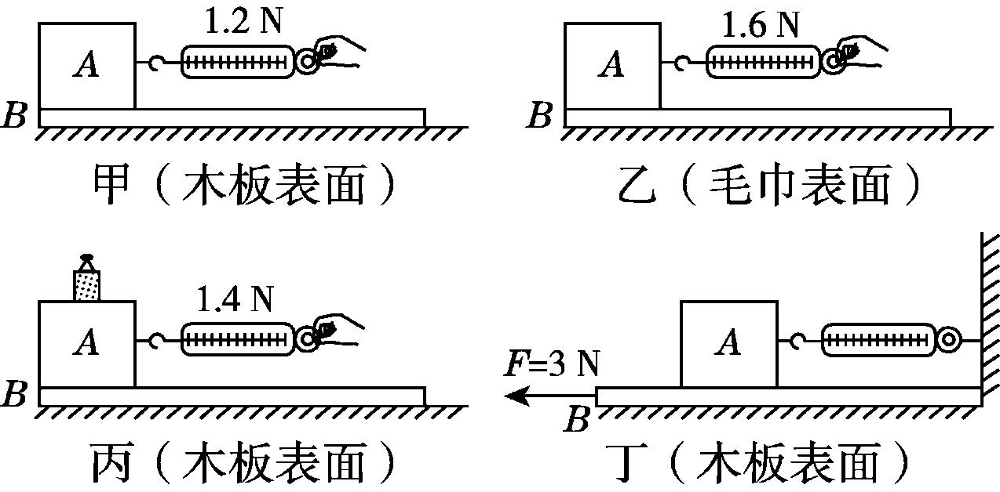 1.2 N
A
B
甲(木板表面)
1.6 N
A
B
乙(毛巾表面)
1.4 N
A
B
丙(木板表面)
A
F=3 N
B
丁(木板表面)